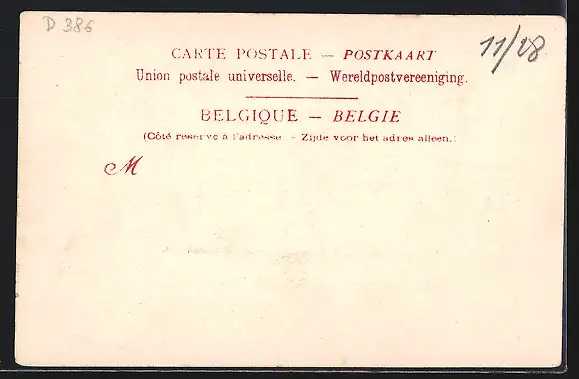 D 386
11/08
CARTE POSTALE — POSTKAART
Union postale universelle. — Wereldpostvereeniging.
BELGIQUE — BELGIE
(Côté réservé à l'adresse. - Zijde voor het adres alleen.)
M